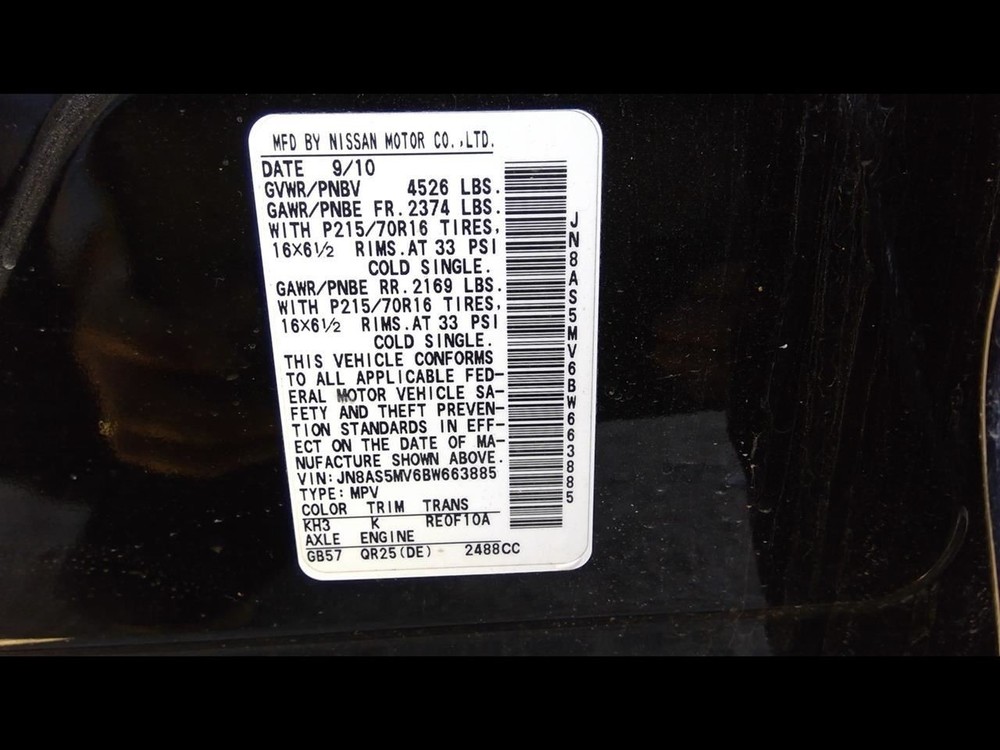 MFD BY NISSAN MOTOR CO.,LTD.
DATE 9/10
GVWR/PNBV 4526 LBS.
GAWR/PNBE FR. 2374 LBS.
WITH P215/70R16 TIRES,
16X6½ RIMS.AT 33 PSI
COLD SINGLE.
GAWR/PNBE RR. 2169 LBS.
WITH P215/70R16 TIRES,
16X6½ RIMS.AT 33 PSI
COLD SINGLE.
THIS VEHICLE CONFORMS
TO ALL APPLICABLE FED-
ERAL MOTOR VEHICLE SA-
FETY AND THEFT PREVEN-
TION STANDARDS IN EFF-
ECT ON THE DATE OF MA-
NUFACTURE SHOWN ABOVE.
VIN:JN8AS5MV6BW663885
TYPE:MPV
COLOR TRIM TRANS
KH3 K RE0F10A
AXLE ENGINE
GB57 QR25(DE) 2488CC
JN8AS5MV6BW663885